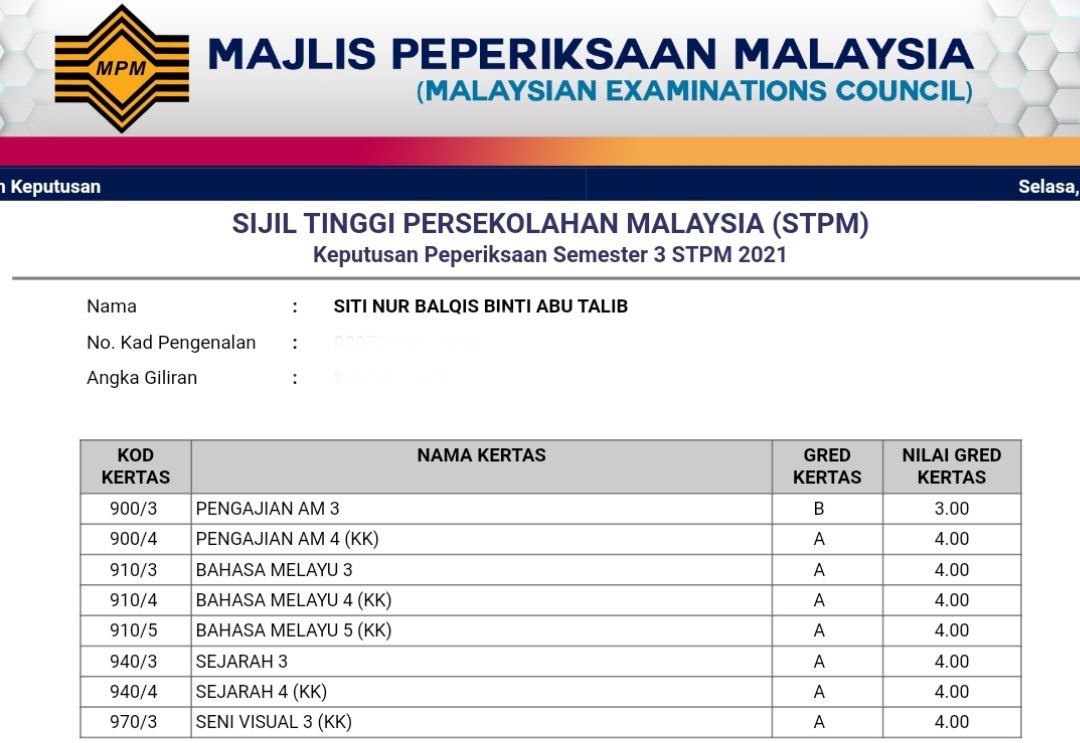 MPM
MAJLIS PEPERIKSAAN MALAYSIA
(MALAYSIAN EXAMINATIONS COUNCIL)
n Keputusan Selasa,
SIJIL TINGGI PERSEKOLAHAN MALAYSIA (STPM)
Keputusan Peperiksaan Semester 3 STPM 2021
Nama : SITI NUR BALQIS BINTI ABU TALIB
No. Kad Pengenalan :
Angka Giliran :
KOD KERTAS NAMA KERTAS GRED KERTAS NILAI GRED KERTAS
900/3 PENGAJIAN AM 3 B 3.00
900/4 PENGAJIAN AM 4 (KK) A 4.00
910/3 BAHASA MELAYU 3 A 4.00
910/4 BAHASA MELAYU 4 (KK) A 4.00
910/5 BAHASA MELAYU 5 (KK) A 4.00
940/3 SEJARAH 3 A 4.00
940/4 SEJARAH 4 (KK) A 4.00
970/3 SENI VISUAL 3 (KK) A 4.00